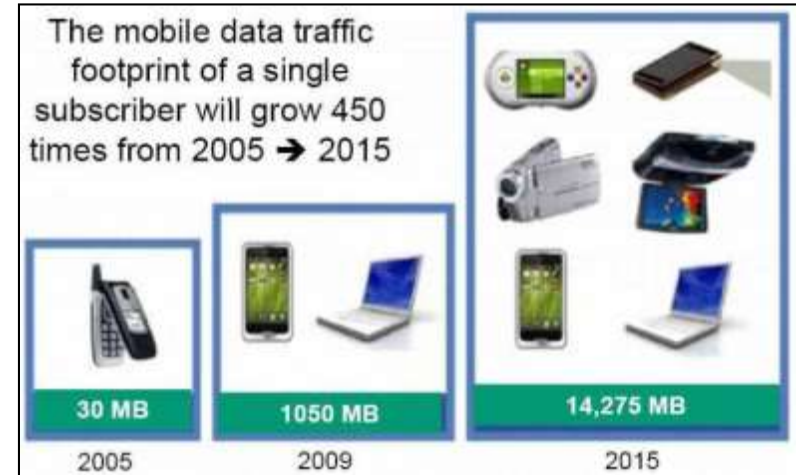 The mobile data traffic
footprint of a single
subscriber will grow 450
times from 2005 ➔ 2015
30 MB
1050 MB
14,275 MB
2005
2009
2015